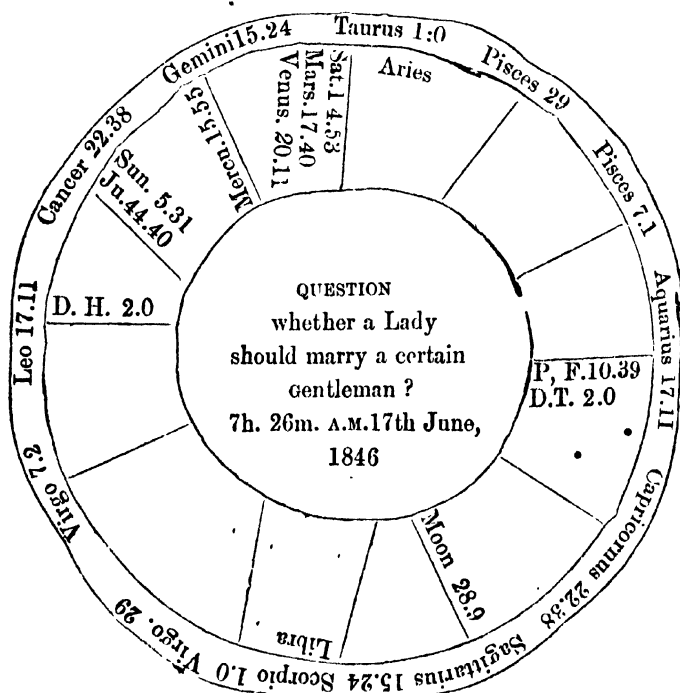 Taurus 1:0
Pisces 29
Pisces 7.1
Aquarius 17.11
Capricornus 22.38
Sagittarius 15.24
Scorpio 1.0
Virgo. 29
Virgo 7.2
Leo 17.11
Cancer 22.38
Gemini 15.24
Aries
Sat.14.53
Mars.17.40
Venus. 20.11
Mercu.15.55
Sun. 5.31
Ju.44.40
D. H. 2.0
P, F.10.39
D.T. 2.0
Moon 28.9
Libra
QUESTION
whether a Lady
should marry a certain
Gentleman ?
7h. 26m. A.M.17th June,
1846